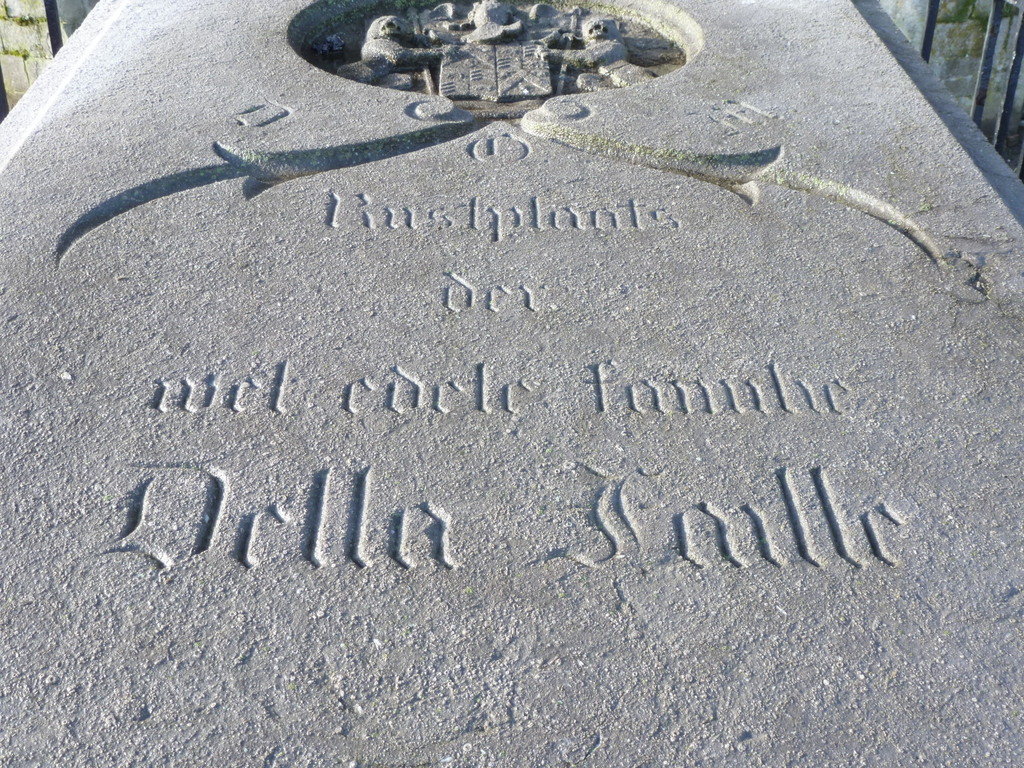 D O M
Rustplaats
der
wel edele familie
Della Faille